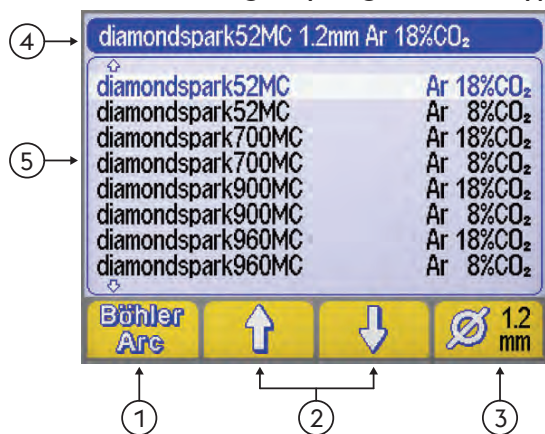 4 diamondspark52MC 1.2mm Ar 18%CO₂
diamondspark52MC Ar 18%CO₂
diamondspark52MC Ar 8%CO₂
diamondspark700MC Ar 18%CO₂
5 diamondspark700MC Ar 8%CO₂
diamondspark900MC Ar 18%CO₂
diamondspark900MC Ar 8%CO₂
diamondspark960MC Ar 18%CO₂
diamondspark960MC Ar 8%CO₂
Böhler Arc
1.2 mm
1 2 3